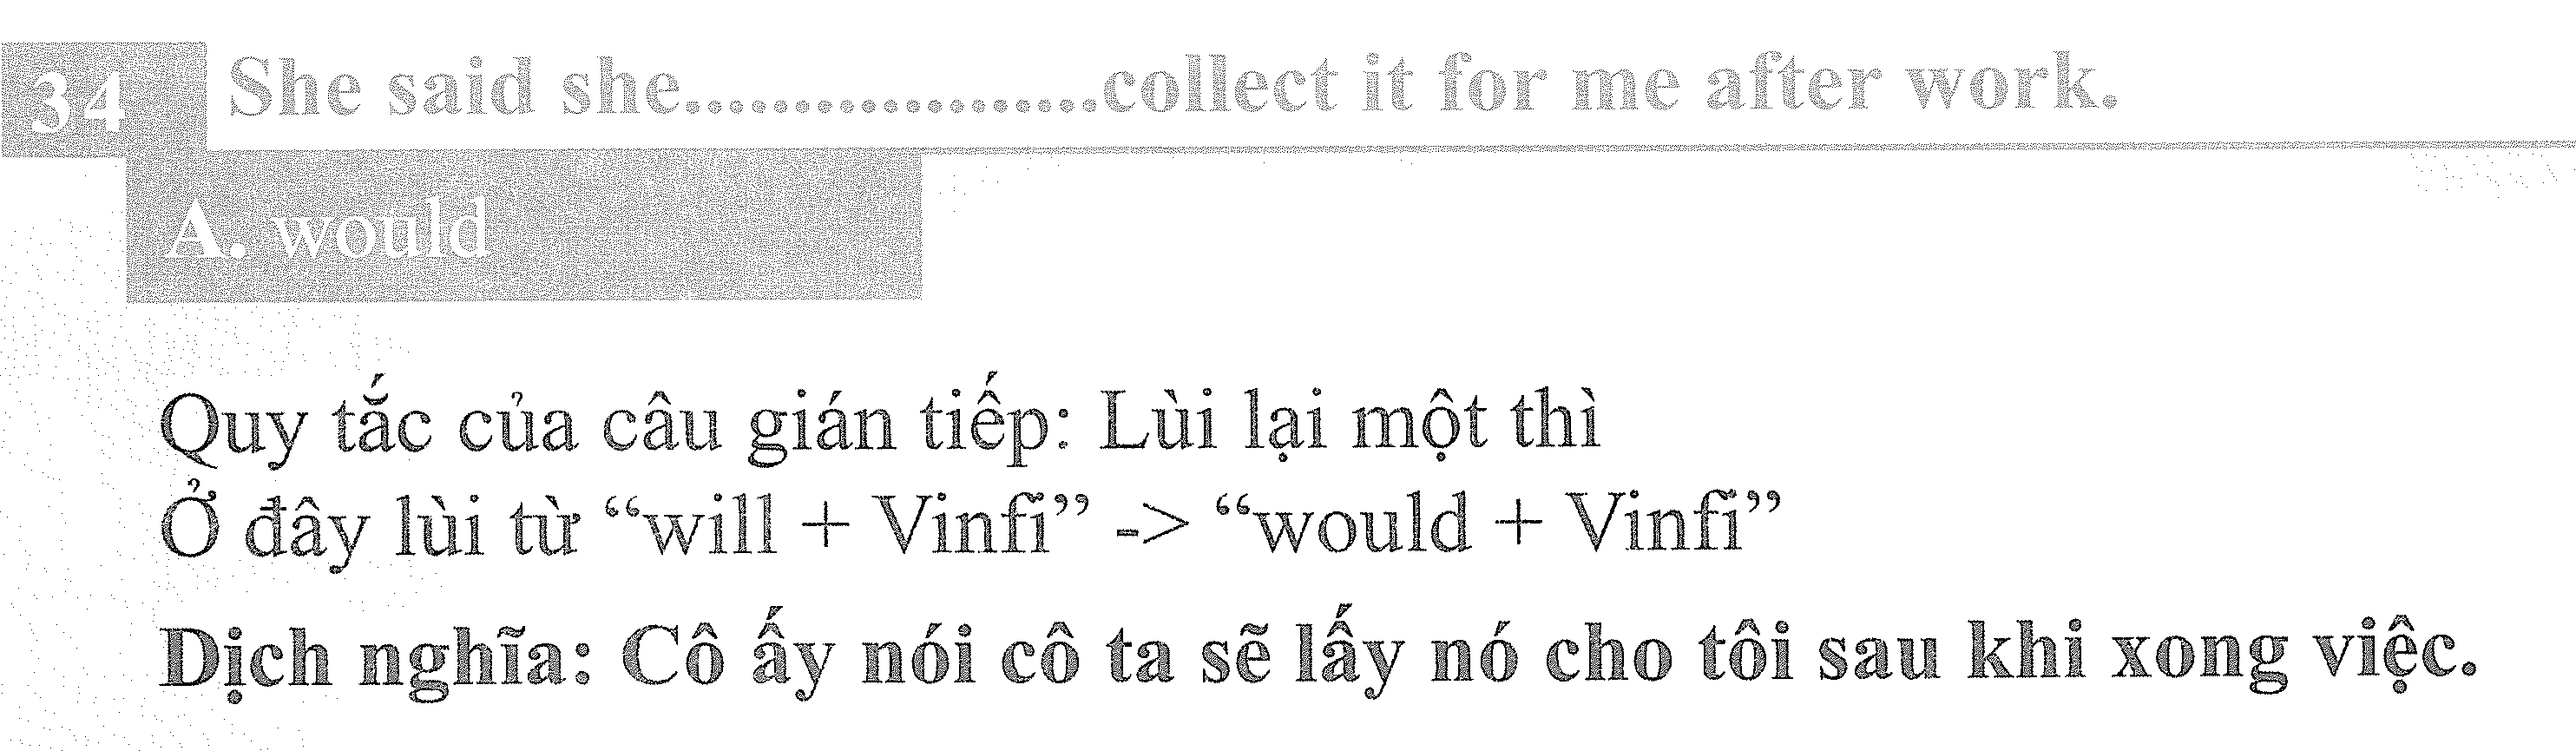 34 She said she...................collect it for me after work.
A. would
Quy tắc của câu gián tiếp: Lùi lại một thì
Ở đây lùi từ “will + Vinfi” -> “would + Vinfi”
Dịch nghĩa: Cô ấy nói cô ta sẽ lấy nó cho tôi sau khi xong việc.